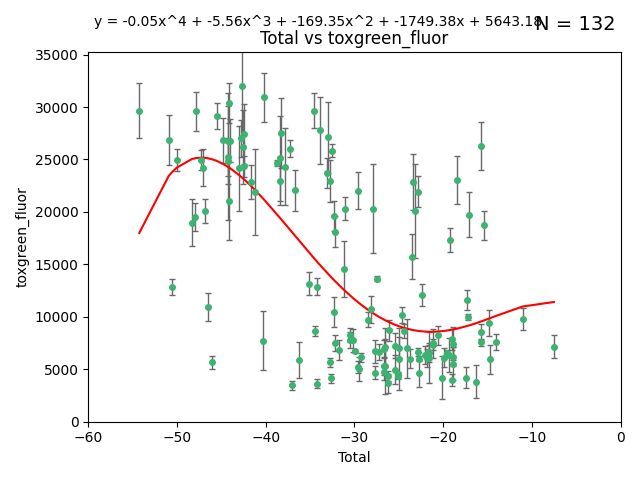 y = -0.05x^4 + -5.56x^3 + -169.35x^2 + -1749.38x + 5643.18
N = 132
Total vs toxgreen_fluor
35000
30000
25000
20000
15000
10000
5000
0
toxgreen_fluor
−60 −50 −40 −30 −20 −10 0
Total